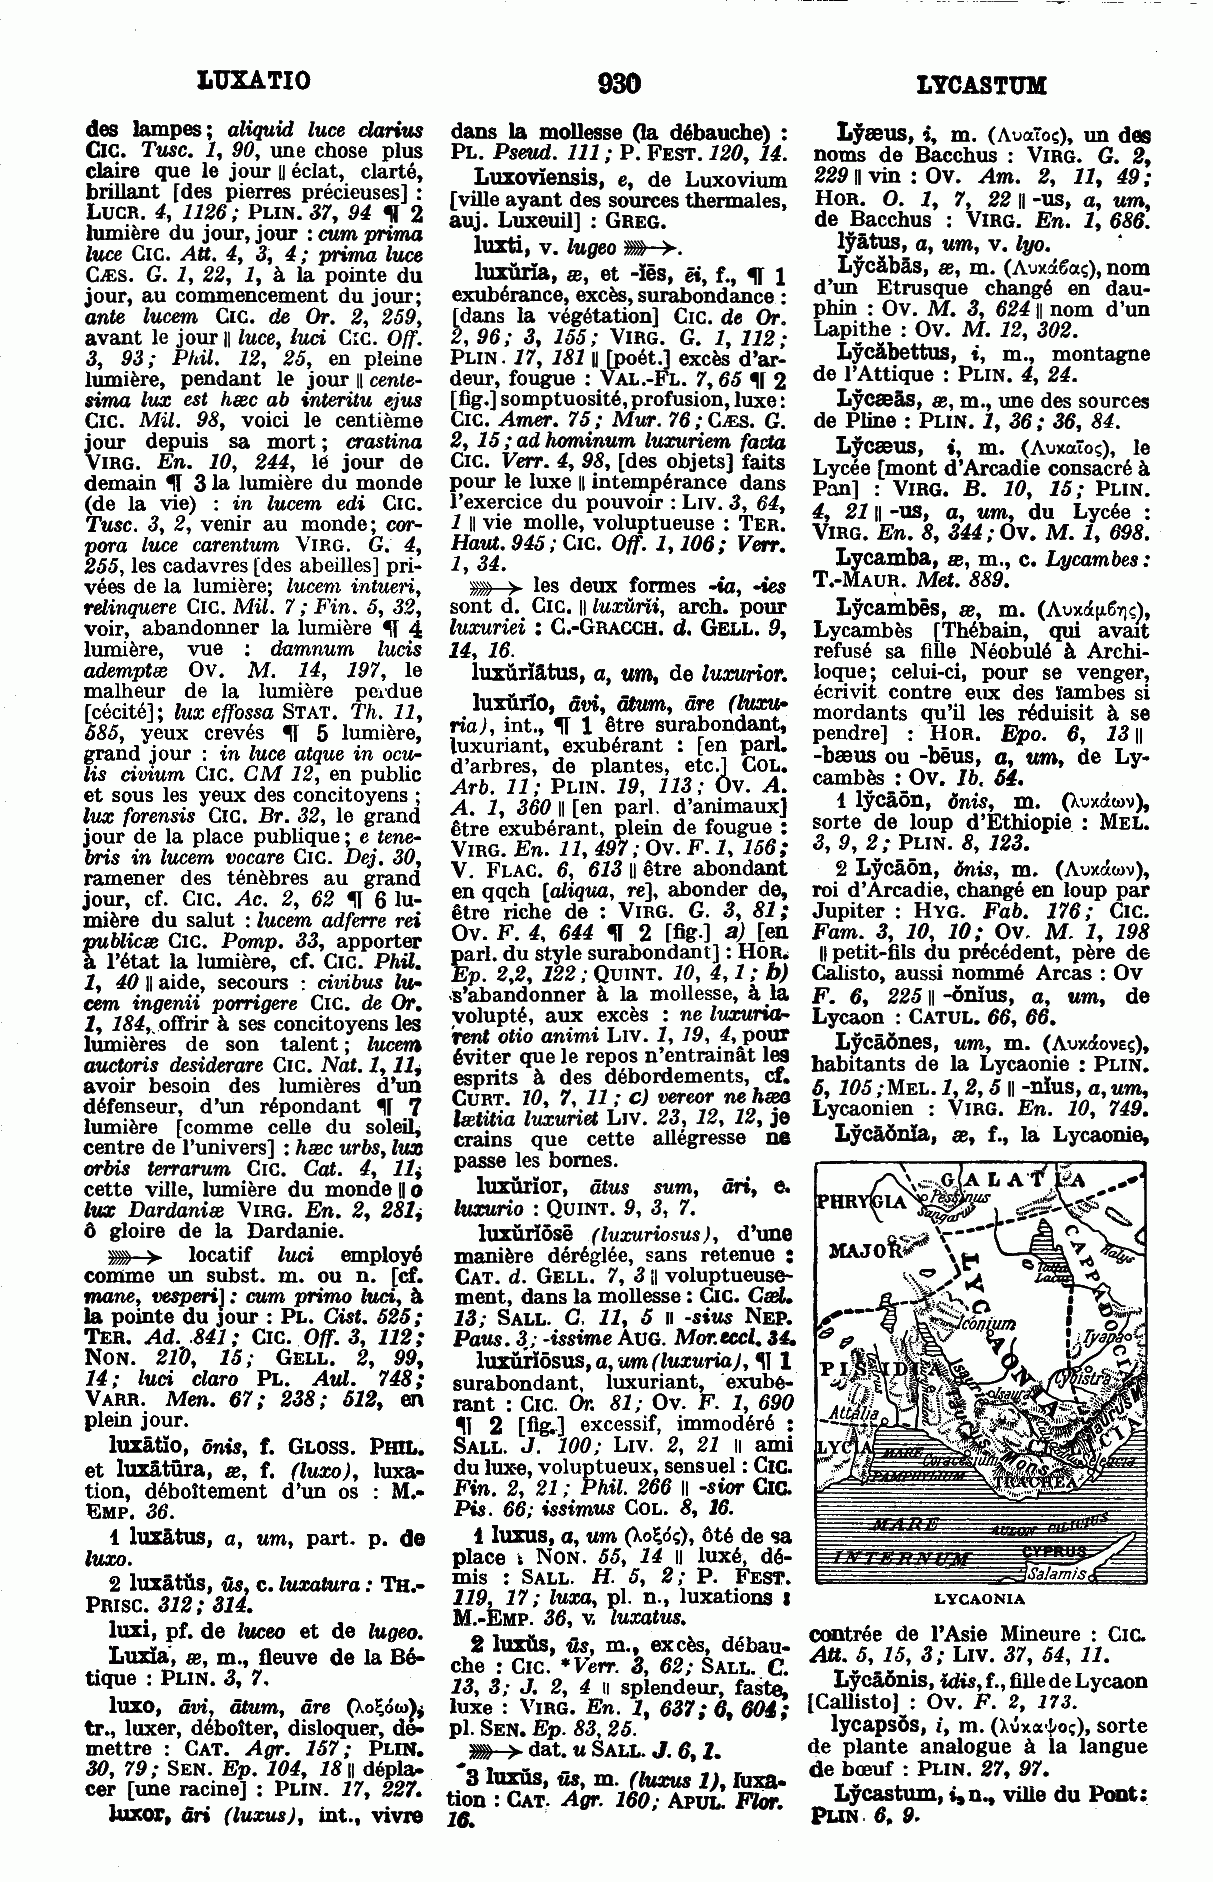 LUXATIO
930
LYCASTUM
des lampes; aliquid luce clarius
CIC. Tusc. 1, 90, une chose plus
claire que le jour || éclat, clarté,
brillant [des pierres précieuses] :
LUCR. 4, 1126; PLIN. 37, 94 ¶ 2
lumière du jour, jour : cum prima
luce CIC. Att. 4, 3, 4; prima luce
CÆS. G. 1, 22, 1, à la pointe du
jour, au commencement du jour;
ante lucem CIC. de Or. 2, 259,
avant le jour || luce, luci CIC. Off.
3, 93; Phil. 12, 25, en pleine
lumière, pendant le jour || cente-
sima lux est hæc ab interitu ejus
CIC. Mil. 98, voici le centième
jour depuis sa mort; crastina
VIRG. En. 10, 244, le jour de
demain ¶ 3 la lumière du monde
(de la vie) : in lucem edi CIC.
Tusc. 3, 2, venir au monde; cor-
pora luce carentum VIRG. G. 4,
255, les cadavres [des abeilles] pri-
vées de la lumière; lucem intueri,
relinquere CIC. Mil. 7; Fin. 5, 32,
voir, abandonner la lumière ¶ 4
lumière, vue : damnum lucis
ademptæ OV. M. 14, 197, le
malheur de la lumière perdue
[cécité]; lux effossa STAT. Th. 11,
585, yeux crevés ¶ 5 lumière,
grand jour : in luce atque in ocu-
lis civium CIC. CM 12, en public
et sous les yeux des concitoyens;
lux forensis CIC. Br. 32, le grand
jour de la place publique; e tene-
bris in lucem vocare CIC. Dej. 30,
ramener des ténèbres au grand
jour, cf. CIC. Ac. 2, 62 ¶ 6 lu-
mière du salut : lucem adferre rei
publicæ CIC. Pomp. 33, apporter
à l'état la lumière, cf. CIC. Phil.
1, 40 || aide, secours : civibus lu-
cem ingenii porrigere CIC. de Or.
1, 184, offrir à ses concitoyens les
lumières de son talent; lucem
auctoris desiderare CIC. Nat. 1, 11,
avoir besoin des lumières d'un
défenseur, d'un répondant ¶ 7
lumière [comme celle du soleil,
centre de l'univers] : hæc urbs, lux
orbis terrarum CIC. Cat. 4, 11,
cette ville, lumière du monde || o
lux Dardaniæ VIRG. En. 2, 281,
ô gloire de la Dardanie.
⟫→ locatif luci employé
comme un subst. m. ou n. [cf.
mane, vesperi] : cum primo luci, à
la pointe du jour : PL. Cist. 525;
TER. Ad. 841; CIC. Off. 3, 112;
NON. 210, 15; GELL. 2, 99,
14; luci claro PL. Aul. 748;
VARR. Men. 67; 238; 512, en
plein jour.
luxātĭo, ōnis, f. GLOSS. PHIL.
et luxātūra, æ, f. (luxo), luxa-
tion, déboîtement d'un os : M.-
EMP. 36.
1 luxātus, a, um, part. p. de
luxo.
2 luxātŭs, ūs, c. luxatura : TH.-
PRISC. 312; 314.
luxi, pf. de luceo et de lugeo.
Luxĭa, æ, m., fleuve de la Bé-
tique : PLIN. 3, 7.
luxo, āvi, ātum, āre (λοξόω),
tr., luxer, déboîter, disloquer, dé-
mettre : CAT. Agr. 157; PLIN.
30, 79; SEN. Ep. 104, 18 || dépla-
cer [une racine] : PLIN. 17, 227.
luxor, āri (luxus), int., vivre
dans la mollesse (la débauche) :
PL. Pseud. 111; P. FEST. 120, 14.
Luxoviensis, e, de Luxovium
[ville ayant des sources thermales,
auj. Luxeuil] : GREG.
luxti, v. lugeo ⟫→.
luxŭrĭa, æ, et -ĭēs, ēi, f., ¶ 1
exubérance, excès, surabondance :
[dans la végétation] CIC. de Or.
2, 96; 3, 155; VIRG. G. 1, 112;
PLIN. 17, 181 || [poét.] excès d'ar-
deur, fougue : VAL.-FL. 7, 65 ¶ 2
[fig.] somptuosité, profusion, luxe :
CIC. Amer. 75; Mur. 76; CÆS. G.
2, 15; ad hominum luxuriem facta
CIC. Verr. 4, 98, [des objets] faits
pour le luxe || intempérance dans
l'exercice du pouvoir : LIV. 3, 64,
1 || vie molle, voluptueuse : TER.
Haut. 945; CIC. Off. 1, 106; Verr.
1, 34.
⟫→ les deux formes -ia, -ies
sont d. CIC. || luxŭrĭi, arch. pour
luxuriei : C.-GRACCH. d. GELL. 9,
14, 16.
luxŭrĭātus, a, um, de luxurior.
luxŭrĭo, āvi, ātum, āre (luxu-
ria), int., ¶ 1 être surabondant,
luxuriant, exubérant : [en parl.
d'arbres, de plantes, etc.] COL.
Arb. 11; PLIN. 19, 113; OV. A.
A. 1, 360 || [en parl. d'animaux]
être exubérant, plein de fougue :
VIRG. En. 11, 497; OV. F. 1, 156;
V. FLAC. 6, 613 || être abondant
en qqch [aliqua, re], abonder de,
être riche de : VIRG. G. 3, 81;
OV. F. 4, 644 ¶ 2 [fig.] a) [en
parl. du style surabondant] : HOR.
Ep. 2,2, 122; QUINT. 10, 4, 1; b)
s'abandonner à la mollesse, à la
volupté, aux excès : ne luxuria-
rent otio animi LIV. 1, 19, 4, pour
éviter que le repos n'entrainât les
esprits à des débordements, cf.
CURT. 10, 7, 11; c) vereor ne hæc
lætitia luxuriet LIV. 23, 12, 12, je
crains que cette allégresse ne
passe les bornes.
luxŭrĭor, ātus sum, āri, c.
luxurio : QUINT. 9, 3, 7.
luxŭrĭōsē (luxuriosus), d'une
manière déréglée, sans retenue :
CAT. d. GELL. 7, 3 || voluptueuse-
ment, dans la mollesse : CIC. Cæl.
13; SALL. C. 11, 5 || -sius NEP.
Paus. 3; -issime AUG. Mor. eccl. 34.
luxŭrĭōsus, a, um (luxuria), ¶ 1
surabondant, luxuriant, exubé-
rant : CIC. Or. 81; OV. F. 1, 690
¶ 2 [fig.] excessif, immodéré :
SALL. J. 100; LIV. 2, 21 || ami
du luxe, voluptueux, sensuel : CIC.
Fin. 2, 21; Phil. 266 || -sior CIC.
Pis. 66; issimus COL. 8, 16.
1 luxus, a, um (λοξός), ôté de sa
place : NON. 55, 14 || luxé, dé-
mis : SALL. H. 5, 2; P. FEST.
119, 17; luxa, pl. n., luxations :
M.-EMP. 36, v. luxatus.
2 luxŭs, ūs, m., excès, débau-
che : CIC. *Verr. 3, 62; SALL. C.
13, 3; J. 2, 4 || splendeur, faste,
luxe : VIRG. En. 1, 637; 6, 604;
pl. SEN. Ep. 83, 25.
⟫→ dat. u SALL. J. 6, 1.
3 luxŭs, ūs, m. (luxus 1), luxa-
tion : CAT. Agr. 160; APUL. Flor.
16.
Lўæus, i, m. (Λυαῖος), un des
noms de Bacchus : VIRG. G. 2,
229 || vin : OV. Am. 2, 11, 49;
HOR. O. 1, 7, 22 || -us, a, um,
de Bacchus : VIRG. En. 1, 686.
lўātus, a, um, v. lyo.
Lўcăbās, æ, m. (Λυκάβας), nom
d'un Etrusque changé en dau-
phin : OV. M. 3, 624 || nom d'un
Lapithe : OV. M. 12, 302.
Lўcăbettus, i, m., montagne
de l'Attique : PLIN. 4, 24.
Lўcæās, æ, m., une des sources
de Pline : PLIN. 1, 36; 36, 84.
Lўcæus, i, m. (Λυκαῖος), le
Lycée [mont d'Arcadie consacré à
Pan] : VIRG. B. 10, 15; PLIN.
4, 21 || -us, a, um, du Lycée :
VIRG. En. 8, 344; OV. M. 1, 698.
Lycamba, æ, m., c. Lycambes :
T.-MAUR. Met. 889.
Lўcambēs, æ, m. (Λυκάμβης),
Lycambès [Thébain, qui avait
refusé sa fille Néobulé à Archi-
loque; celui-ci, pour se venger,
écrivit contre eux des ïambes si
mordants qu'il les réduisit à se
pendre] : HOR. Epo. 6, 13 ||
-bæus ou -bēus, a, um, de Ly-
cambès : OV. Ib. 54.
1 lўcāōn, ŏnis, m. (λυκάων),
sorte de loup d'Ethiopie : MEL.
3, 9, 2; PLIN. 8, 123.
2 Lўcāōn, ŏnis, m. (Λυκάων),
roi d'Arcadie, changé en loup par
Jupiter : HYG. Fab. 176; CIC.
Fam. 3, 10, 10; OV. M. 1, 198
|| petit-fils du précédent, père de
Calisto, aussi nommé Arcas : OV
F. 6, 225 || -ŏnĭus, a, um, de
Lycaon : CATUL. 66, 66.
Lўcāŏnes, um, m. (Λυκάονες),
habitants de la Lycaonie : PLIN.
5, 105; MEL. 1, 2, 5 || -nĭus, a, um,
Lycaonien : VIRG. En. 10, 749.
Lўcāŏnĭa, æ, f., la Lycaonie,
GALATIA
PHRYGIA
Pessinus
Sangarus
MAJOR
Halys
Tatta
Lacus
CAPPADOCIA
LYCAONIA
Iconium
Tyana
PISIDIA
Isauria
Isaura
Lystra
Taurus
Attalia
LYCIA
CILICIA
MARE
PAMPHYLIUM
Coracesium
Mons
TRACHEA
Seleucia
MARE
INTERNUM
AULON CILICIUS
CYPRUS
Salamis
LYCAONIA
contrée de l'Asie Mineure : CIC.
Att. 5, 15, 3; LIV. 37, 54, 11.
Lўcāŏnis, idis, f., fille de Lycaon
[Callisto] : OV. F. 2, 173.
lycapsŏs, i, m. (λύκαψος), sorte
de plante analogue à la langue
de bœuf : PLIN. 27, 97.
Lўcastum, i, n., ville du Pont :
PLIN. 6, 9.